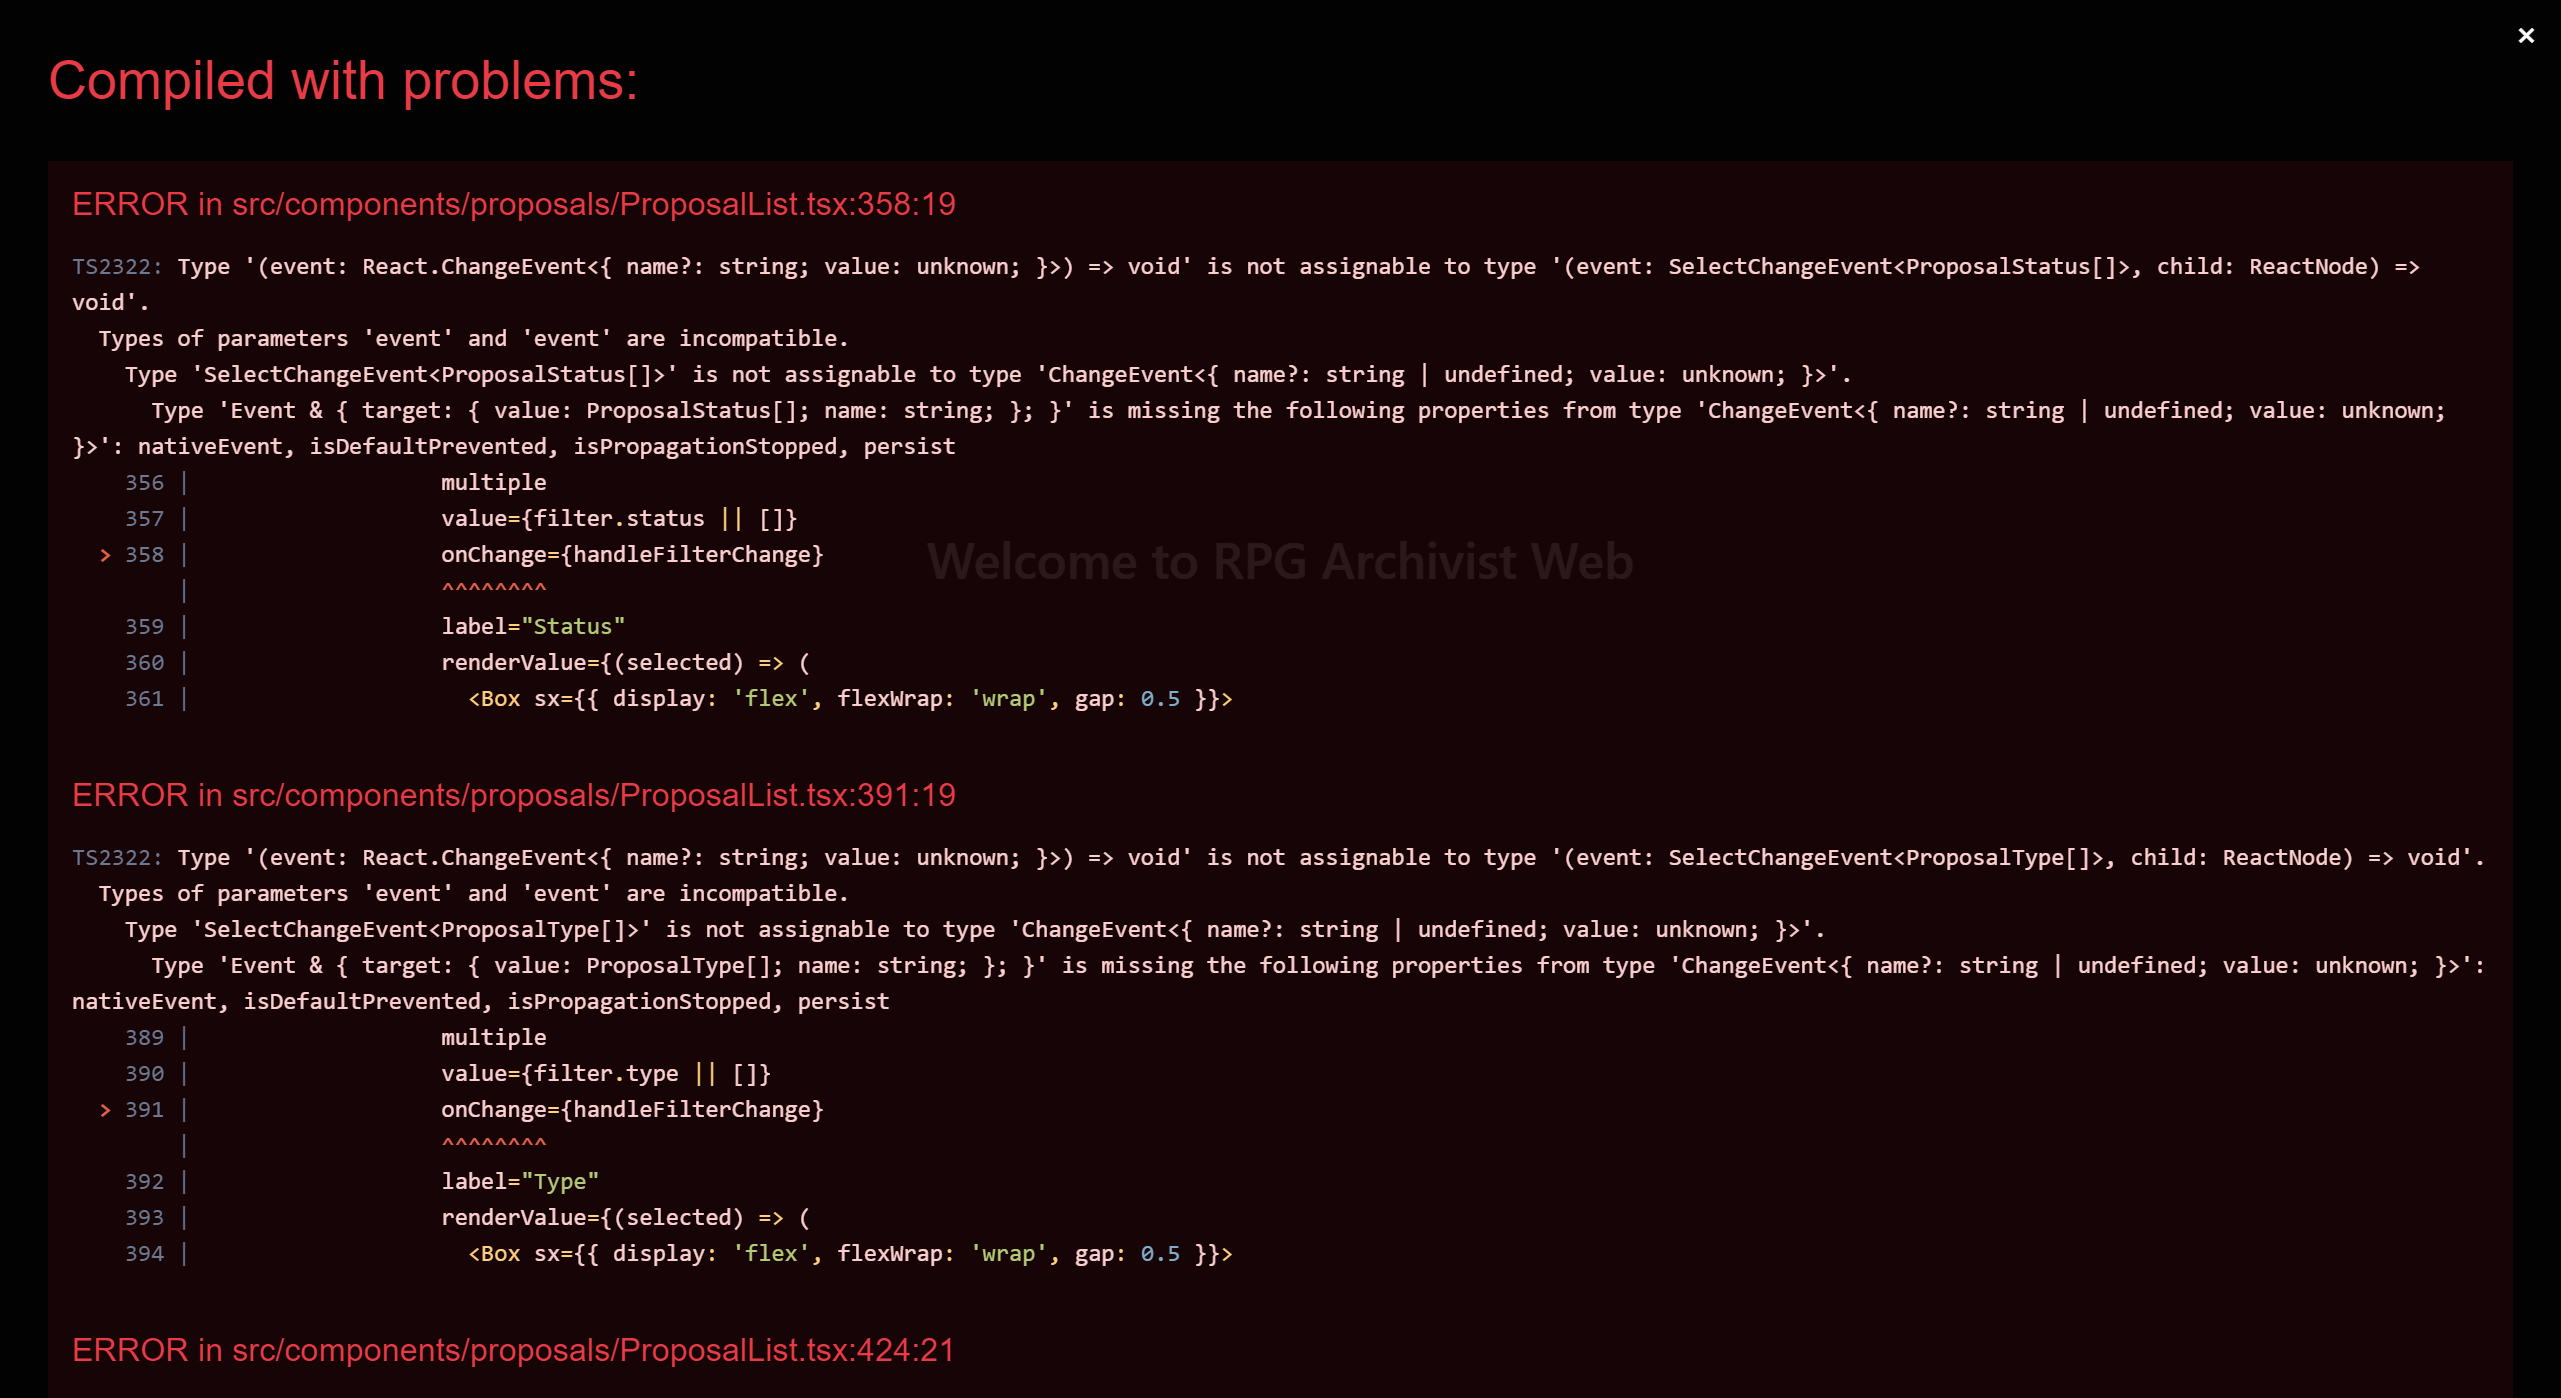 ×
Compiled with problems:
ERROR in src/components/proposals/ProposalList.tsx:358:19
TS2322: Type '(event: React.ChangeEvent<{ name?: string; value: unknown; }>) => void' is not assignable to type '(event: SelectChangeEvent<ProposalStatus[]>, child: ReactNode) =>
void'.
  Types of parameters 'event' and 'event' are incompatible.
    Type 'SelectChangeEvent<ProposalStatus[]>' is not assignable to type 'ChangeEvent<{ name?: string | undefined; value: unknown; }>'.
      Type 'Event & { target: { value: ProposalStatus[]; name: string; }; }' is missing the following properties from type 'ChangeEvent<{ name?: string | undefined; value: unknown;
}>': nativeEvent, isDefaultPrevented, isPropagationStopped, persist
    356 |                   multiple
    357 |                   value={filter.status || []}
  > 358 |                   onChange={handleFilterChange}
        |                   ^^^^^^^^
    359 |                   label="Status"
    360 |                   renderValue={(selected) => (
    361 |                     <Box sx={{ display: 'flex', flexWrap: 'wrap', gap: 0.5 }}>
Welcome to RPG Archivist Web
ERROR in src/components/proposals/ProposalList.tsx:391:19
TS2322: Type '(event: React.ChangeEvent<{ name?: string; value: unknown; }>) => void' is not assignable to type '(event: SelectChangeEvent<ProposalType[]>, child: ReactNode) => void'.
  Types of parameters 'event' and 'event' are incompatible.
    Type 'SelectChangeEvent<ProposalType[]>' is not assignable to type 'ChangeEvent<{ name?: string | undefined; value: unknown; }>'.
      Type 'Event & { target: { value: ProposalType[]; name: string; }; }' is missing the following properties from type 'ChangeEvent<{ name?: string | undefined; value: unknown; }>':
nativeEvent, isDefaultPrevented, isPropagationStopped, persist
    389 |                   multiple
    390 |                   value={filter.type || []}
  > 391 |                   onChange={handleFilterChange}
        |                   ^^^^^^^^
    392 |                   label="Type"
    393 |                   renderValue={(selected) => (
    394 |                     <Box sx={{ display: 'flex', flexWrap: 'wrap', gap: 0.5 }}>
ERROR in src/components/proposals/ProposalList.tsx:424:21